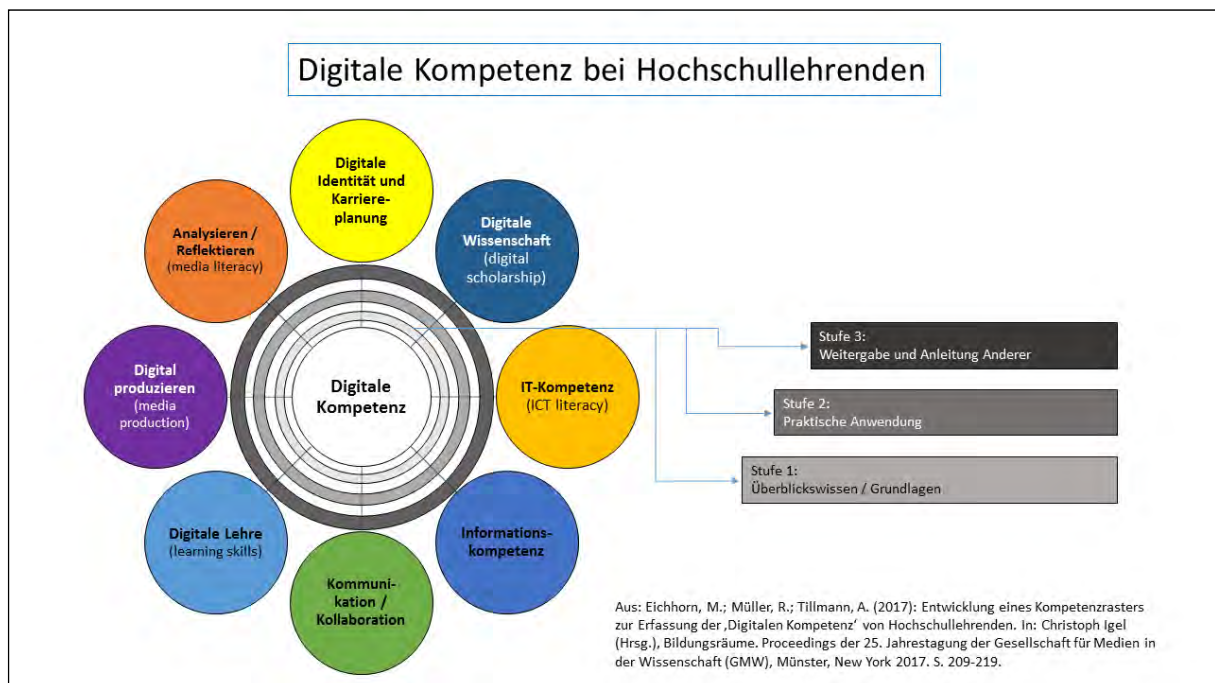 Digitale Kompetenz bei Hochschullehrenden
Digitale
Identität und
Karriere-
planung
Analysieren /
Reflektieren
(media literacy)
Digitale
Wissenschaft
(digital
scholarship)
Digital
produzieren
(media
production)
Digitale
Kompetenz
IT-Kompetenz
(ICT literacy)
Digitale Lehre
(learning skills)
Informations-
kompetenz
Kommuni-
kation /
Kollaboration
Stufe 3:
Weitergabe und Anleitung Anderer
Stufe 2:
Praktische Anwendung
Stufe 1:
Überblickswissen / Grundlagen
Aus: Eichhorn, M.; Müller, R.; Tillmann, A. (2017): Entwicklung eines Kompetenzrasters
zur Erfassung der ‚Digitalen Kompetenz‘ von Hochschullehrenden. In: Christoph Igel
(Hrsg.), Bildungsräume. Proceedings der 25. Jahrestagung der Gesellschaft für Medien in
der Wissenschaft (GMW), Münster, New York 2017. S. 209-219.